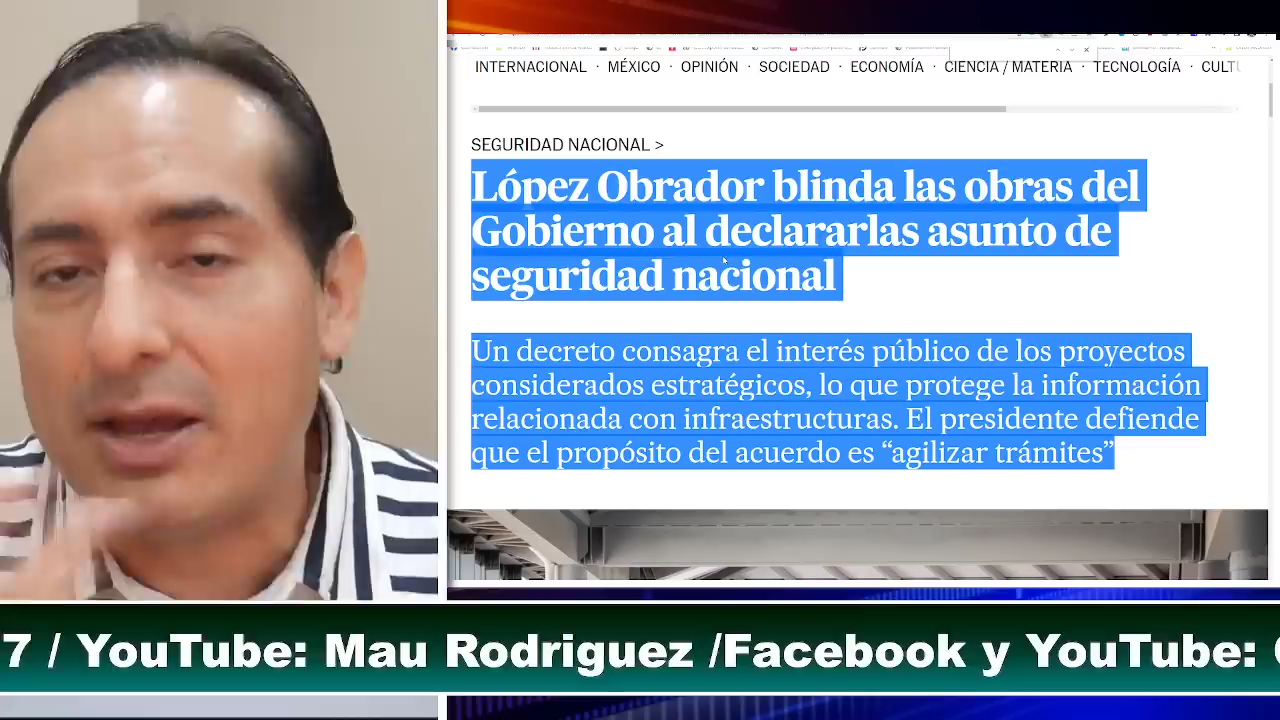 INTERNACIONAL · MÉXICO · OPINIÓN · SOCIEDAD · ECONOMÍA · CIENCIA / MATERIA · TECNOLOGÍA · CULTU
SEGURIDAD NACIONAL >
López Obrador blinda las obras del
Gobierno al declararlas asunto de
seguridad nacional
Un decreto consagra el interés público de los proyectos
considerados estratégicos, lo que protege la información
relacionada con infraestructuras. El presidente defiende
que el propósito del acuerdo es “agilizar trámites”
7 / YouTube: Mau Rodriguez /Facebook y YouTube: